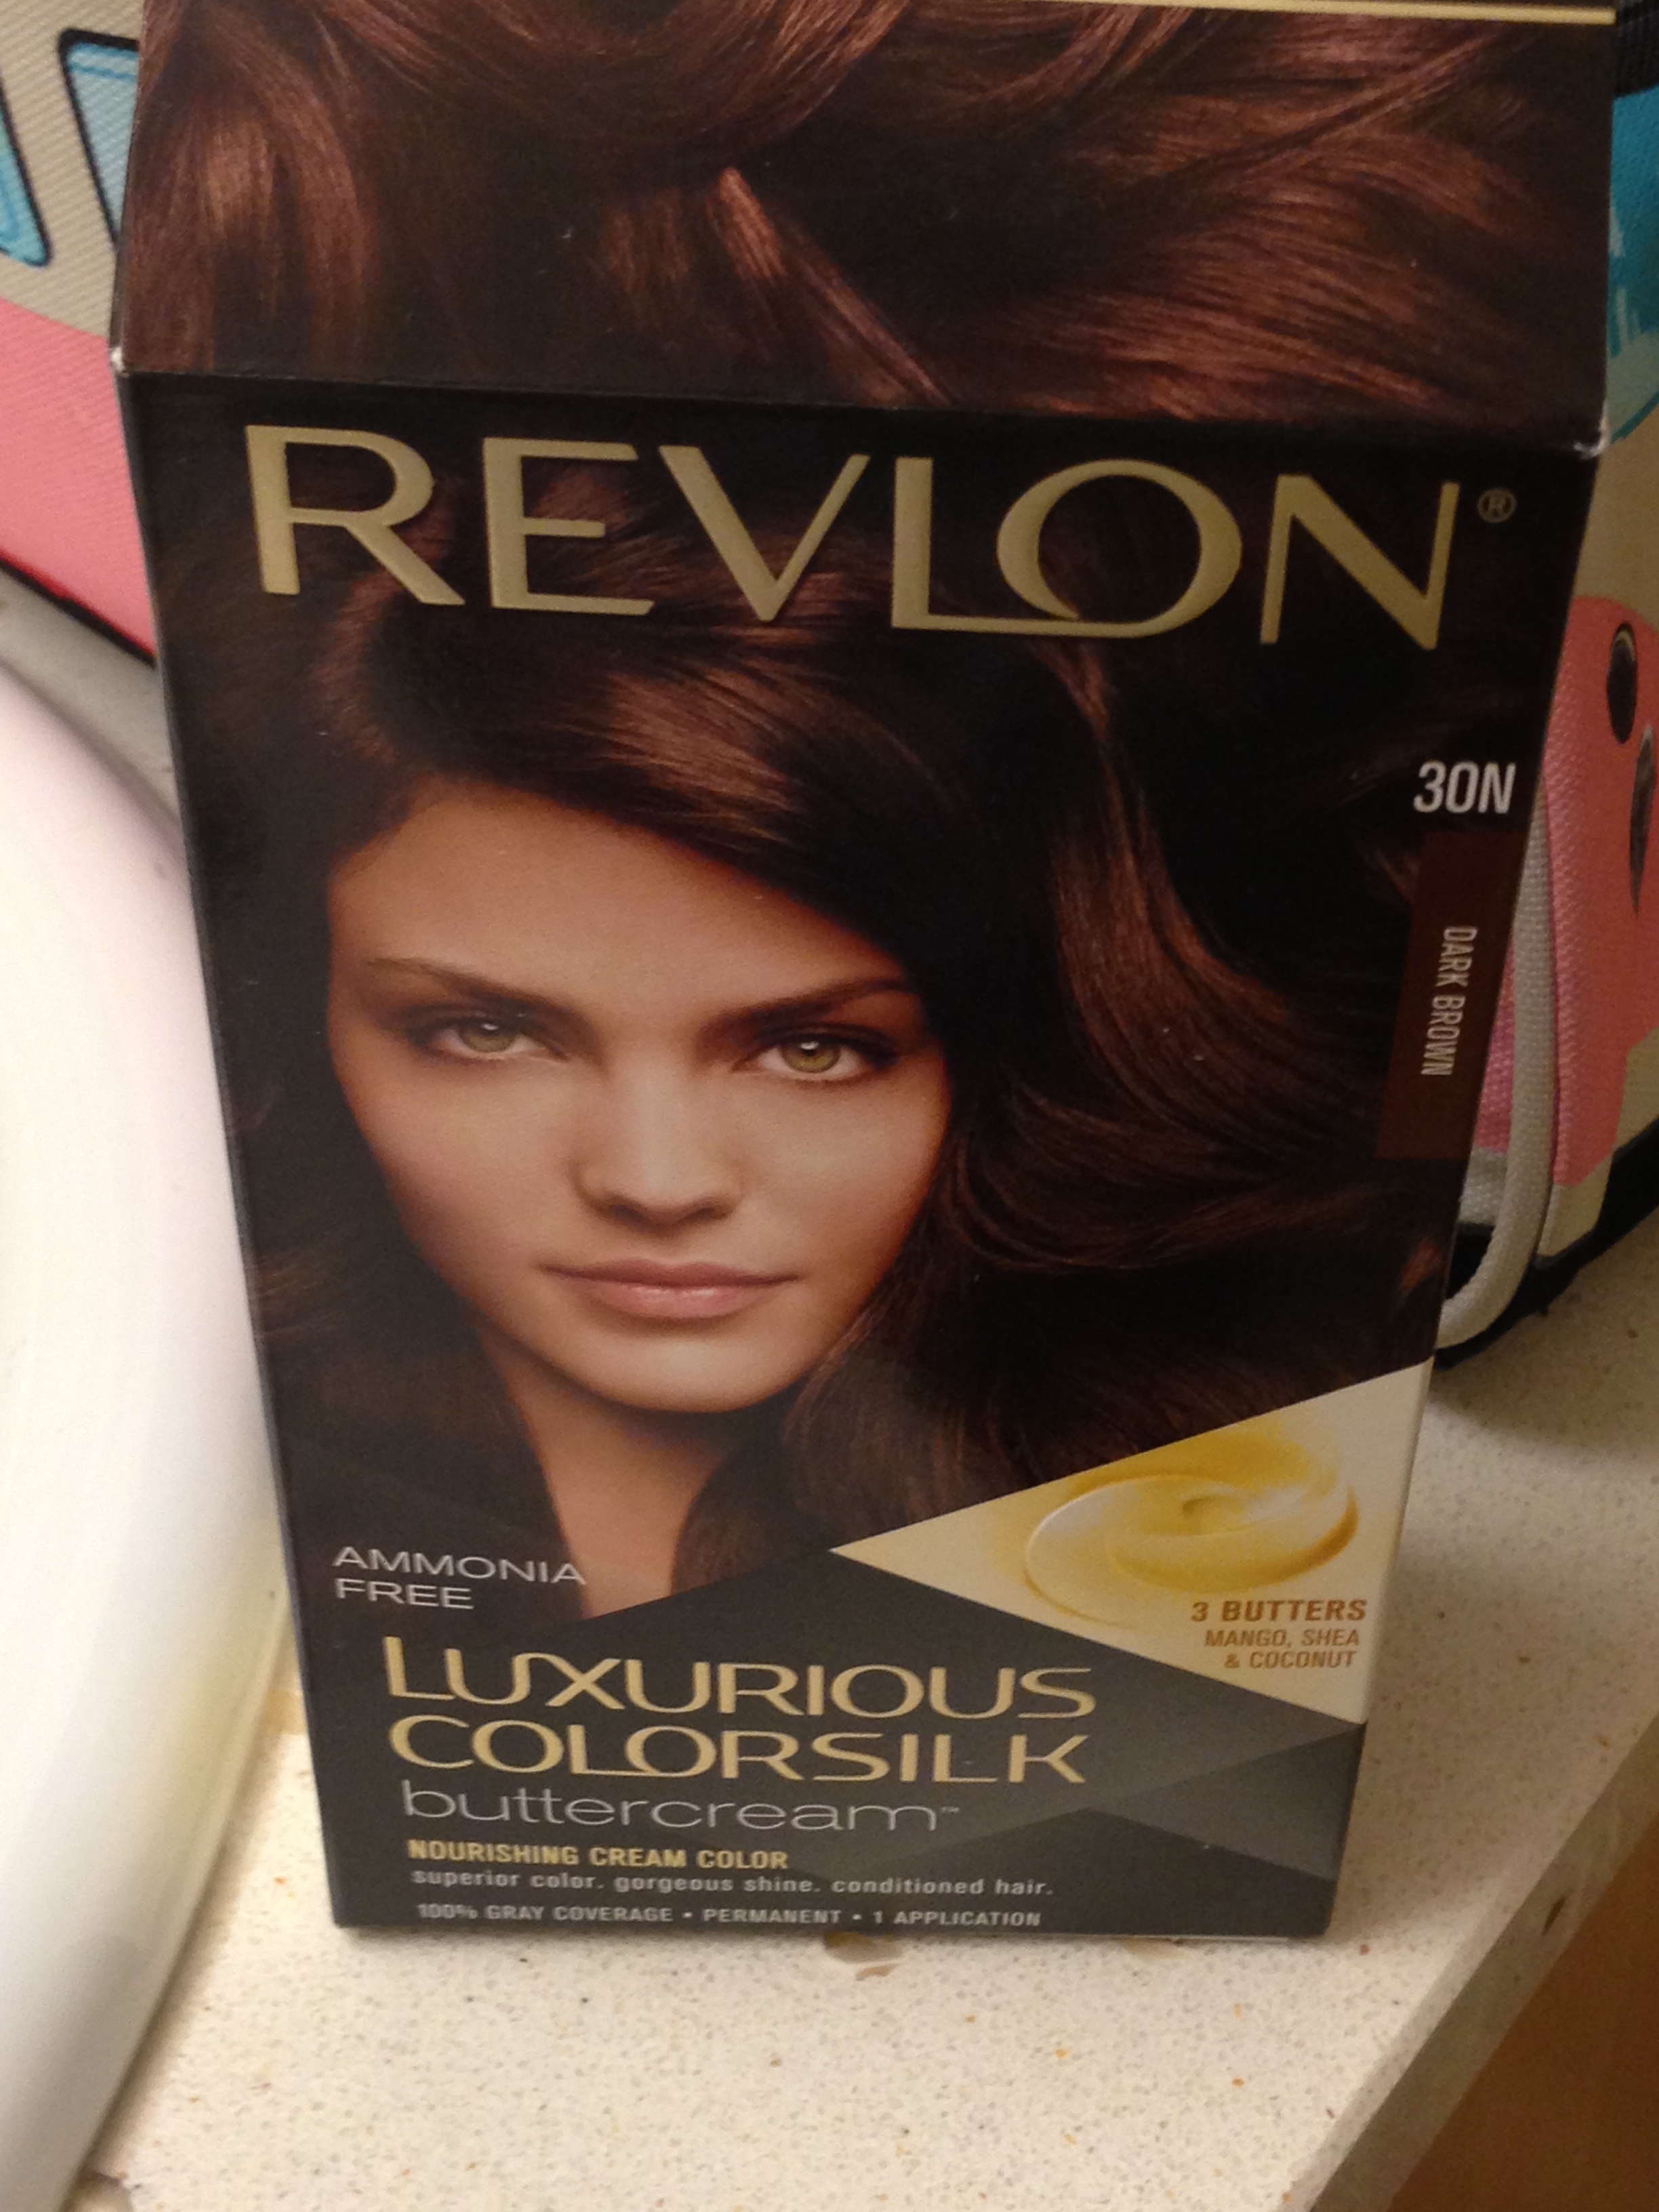 REVLON®
30N
DARK BROWN
AMMONIA
FREE
3 BUTTERS
MANGO, SHEA
& COCONUT
LUXURIOUS
COLORSILK
buttercream™
NOURISHING CREAM COLOR
superior color. gorgeous shine. conditioned hair.
100% GRAY COVERAGE • PERMANENT • 1 APPLICATION